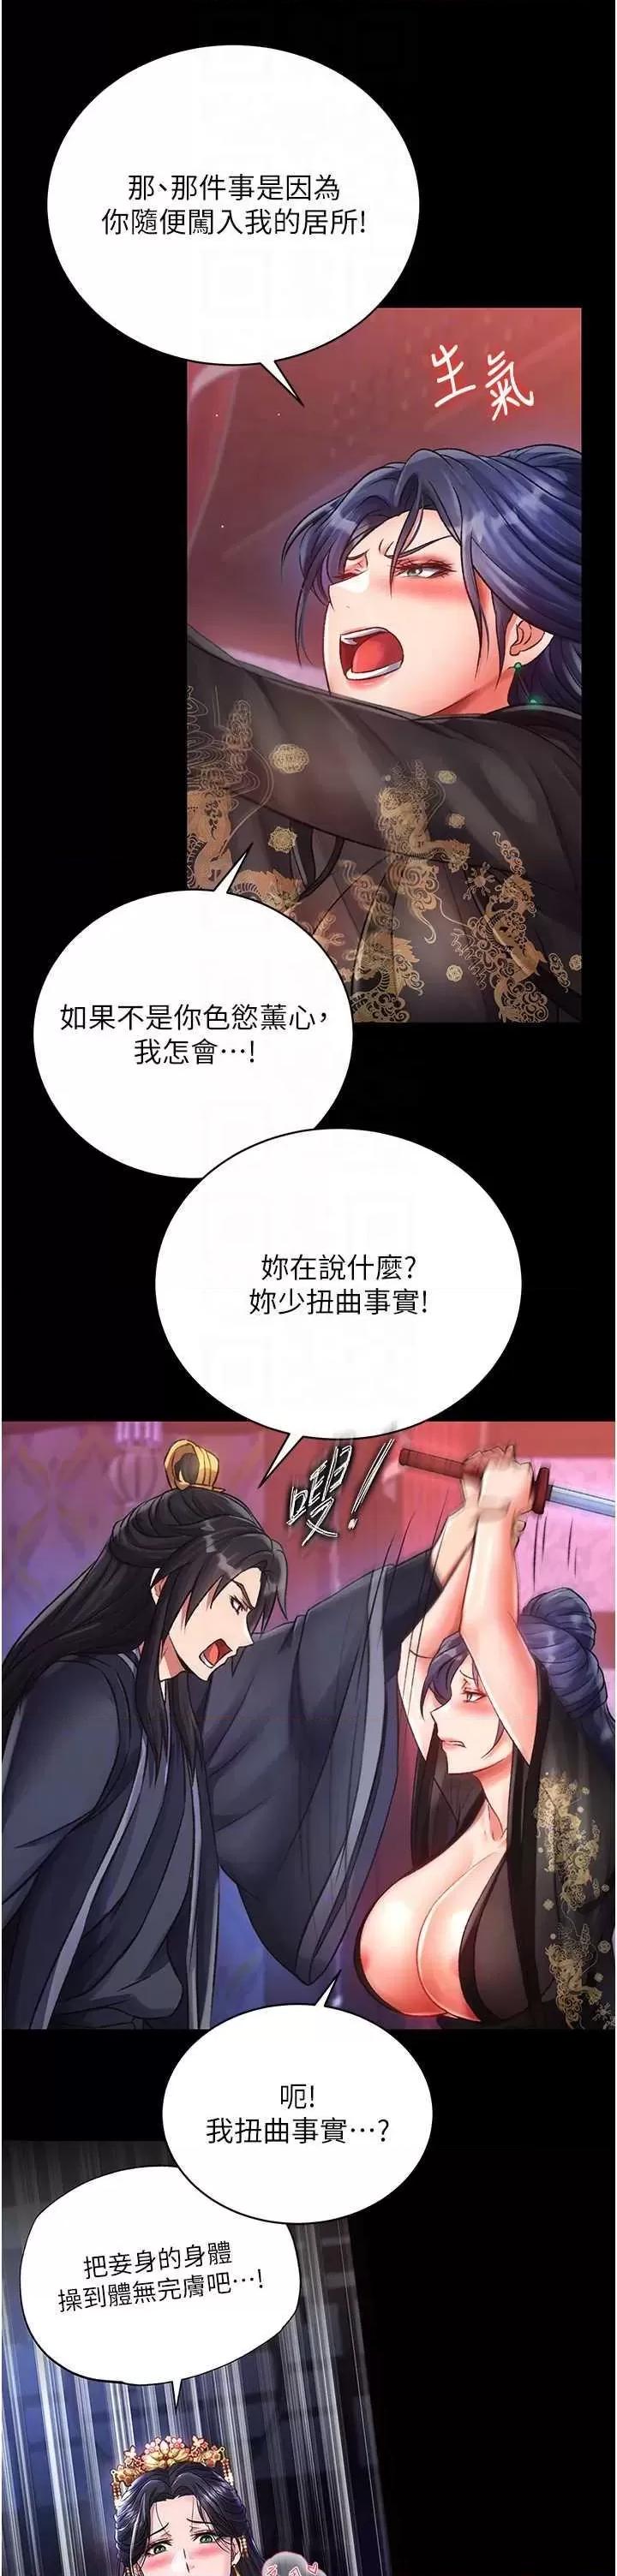 那、那件事是因為
你隨便闖入我的居所!
生氣
如果不是你色慾薰心，
我怎會…!
妳在說什麼?
妳少扭曲事實!
嗖!
呃!
我扭曲事實…?
把妾身的身體
操到體無完膚吧…!